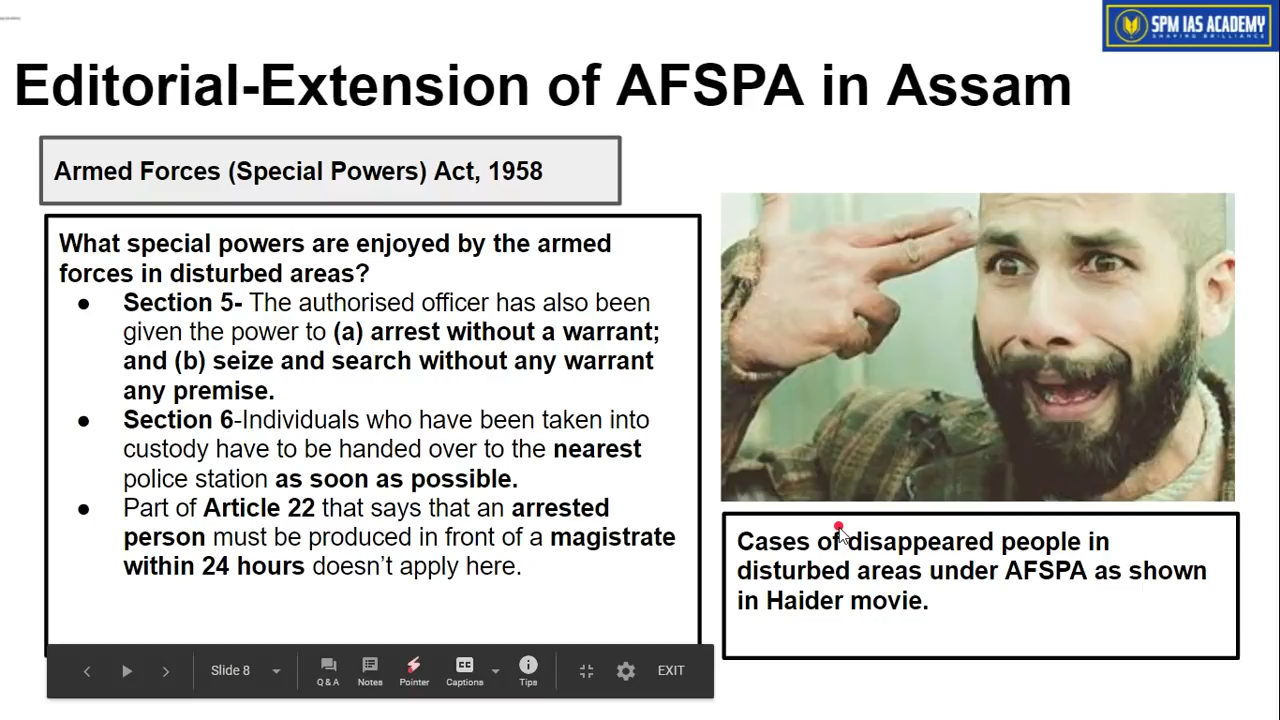 SPM IAS ACADEMY
SHAPING BRILLIANCE
Editorial-Extension of AFSPA in Assam
Armed Forces (Special Powers) Act, 1958
What special powers are enjoyed by the armed
forces in disturbed areas?
● Section 5- The authorised officer has also been
given the power to (a) arrest without a warrant;
and (b) seize and search without any warrant
any premise.
● Section 6-Individuals who have been taken into
custody have to be handed over to the nearest
police station as soon as possible.
● Part of Article 22 that says that an arrested
person must be produced in front of a magistrate
within 24 hours doesn’t apply here.
Cases of disappeared people in
disturbed areas under AFSPA as shown
in Haider movie.
Slide 8
Q & A
Notes
Pointer
CC
Captions
Tips
EXIT